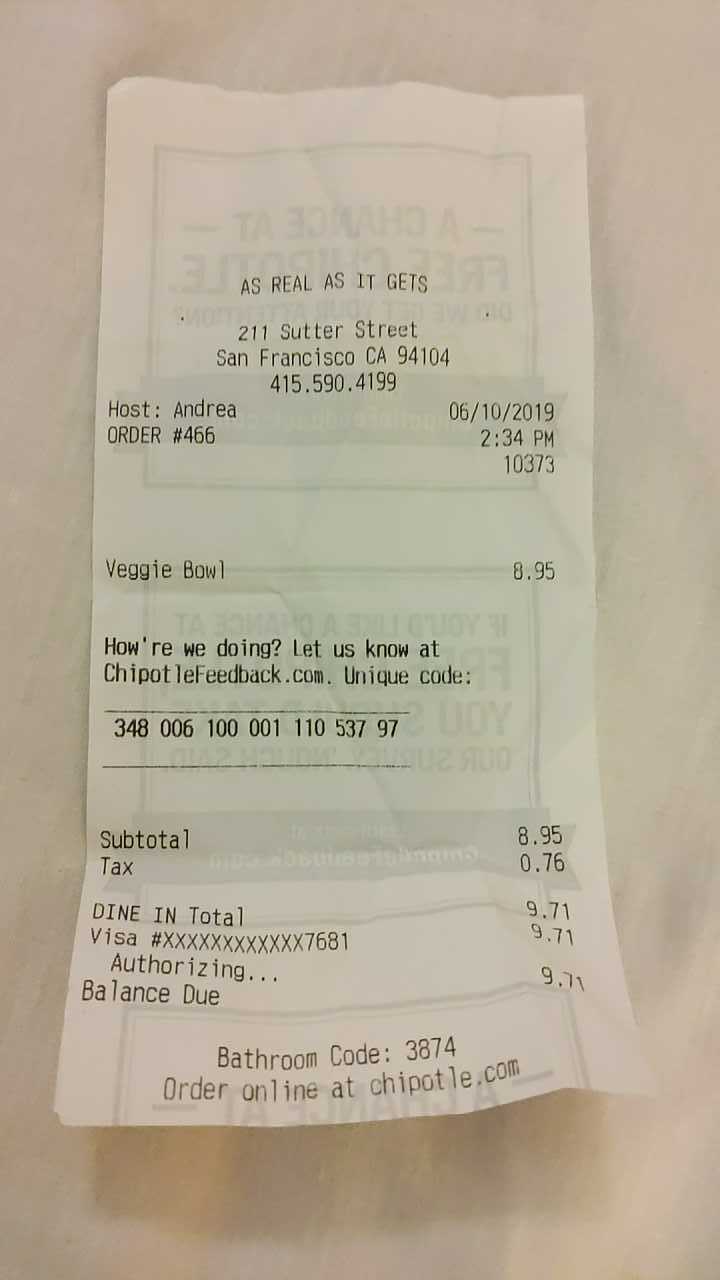 AS REAL AS IT GETS
211 Sutter Street
San Francisco CA 94104
415.590.4199
Host: Andrea 06/10/2019
ORDER #466 2:34 PM
10373
Veggie Bowl 8.95
How're we doing? Let us know at
ChipotleFeedback.com. Unique code:
348 006 100 001 110 537 97
Subtotal 8.95
Tax 0.76
DINE IN Total 9.71
Visa #XXXXXXXXXXXX7681 9.71
Authorizing...
Balance Due 9.71
Bathroom Code: 3874
Order online at chipotle.com